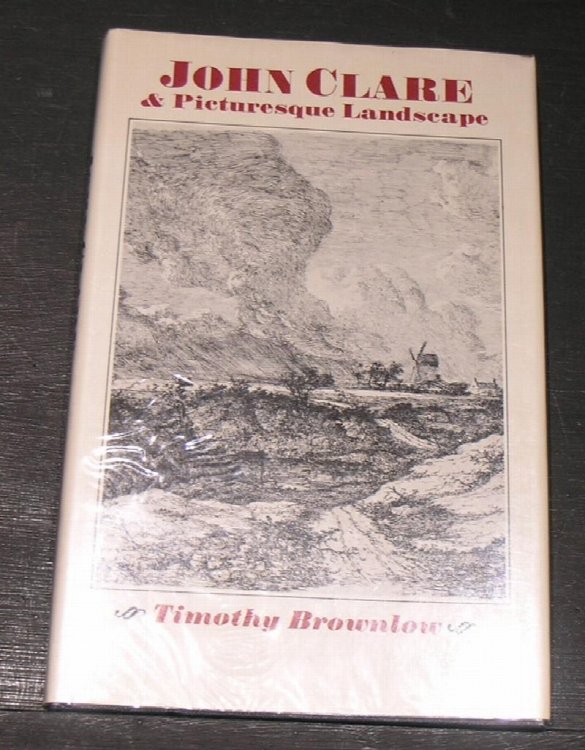 JOHN CLARE
& Picturesque Landscape
Timothy Brownlow